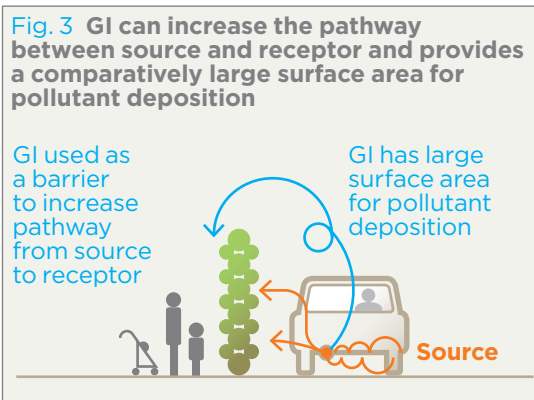 Fig. 3 GI can increase the pathway
between source and receptor and provides
a comparatively large surface area for
pollutant deposition
GI used as
a barrier
to increase
pathway
from source
to receptor
GI has large
surface area
for pollutant
deposition
Source